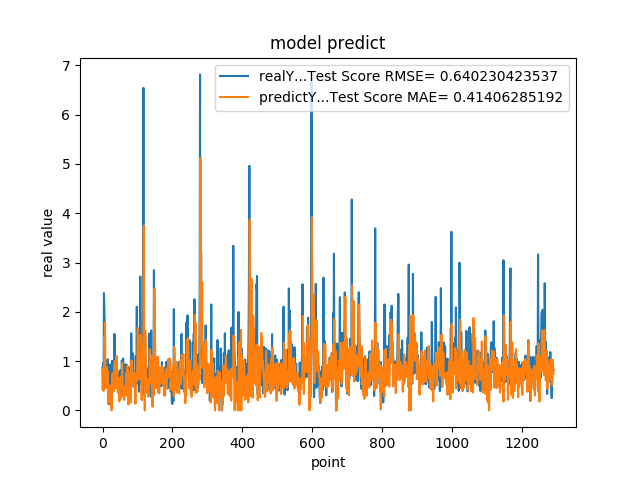 model predict
realY...Test Score RMSE= 0.640230423537
predictY...Test Score MAE= 0.41406285192
7
6
5
4
3
2
1
0
real value
0 200 400 600 800 1000 1200
point